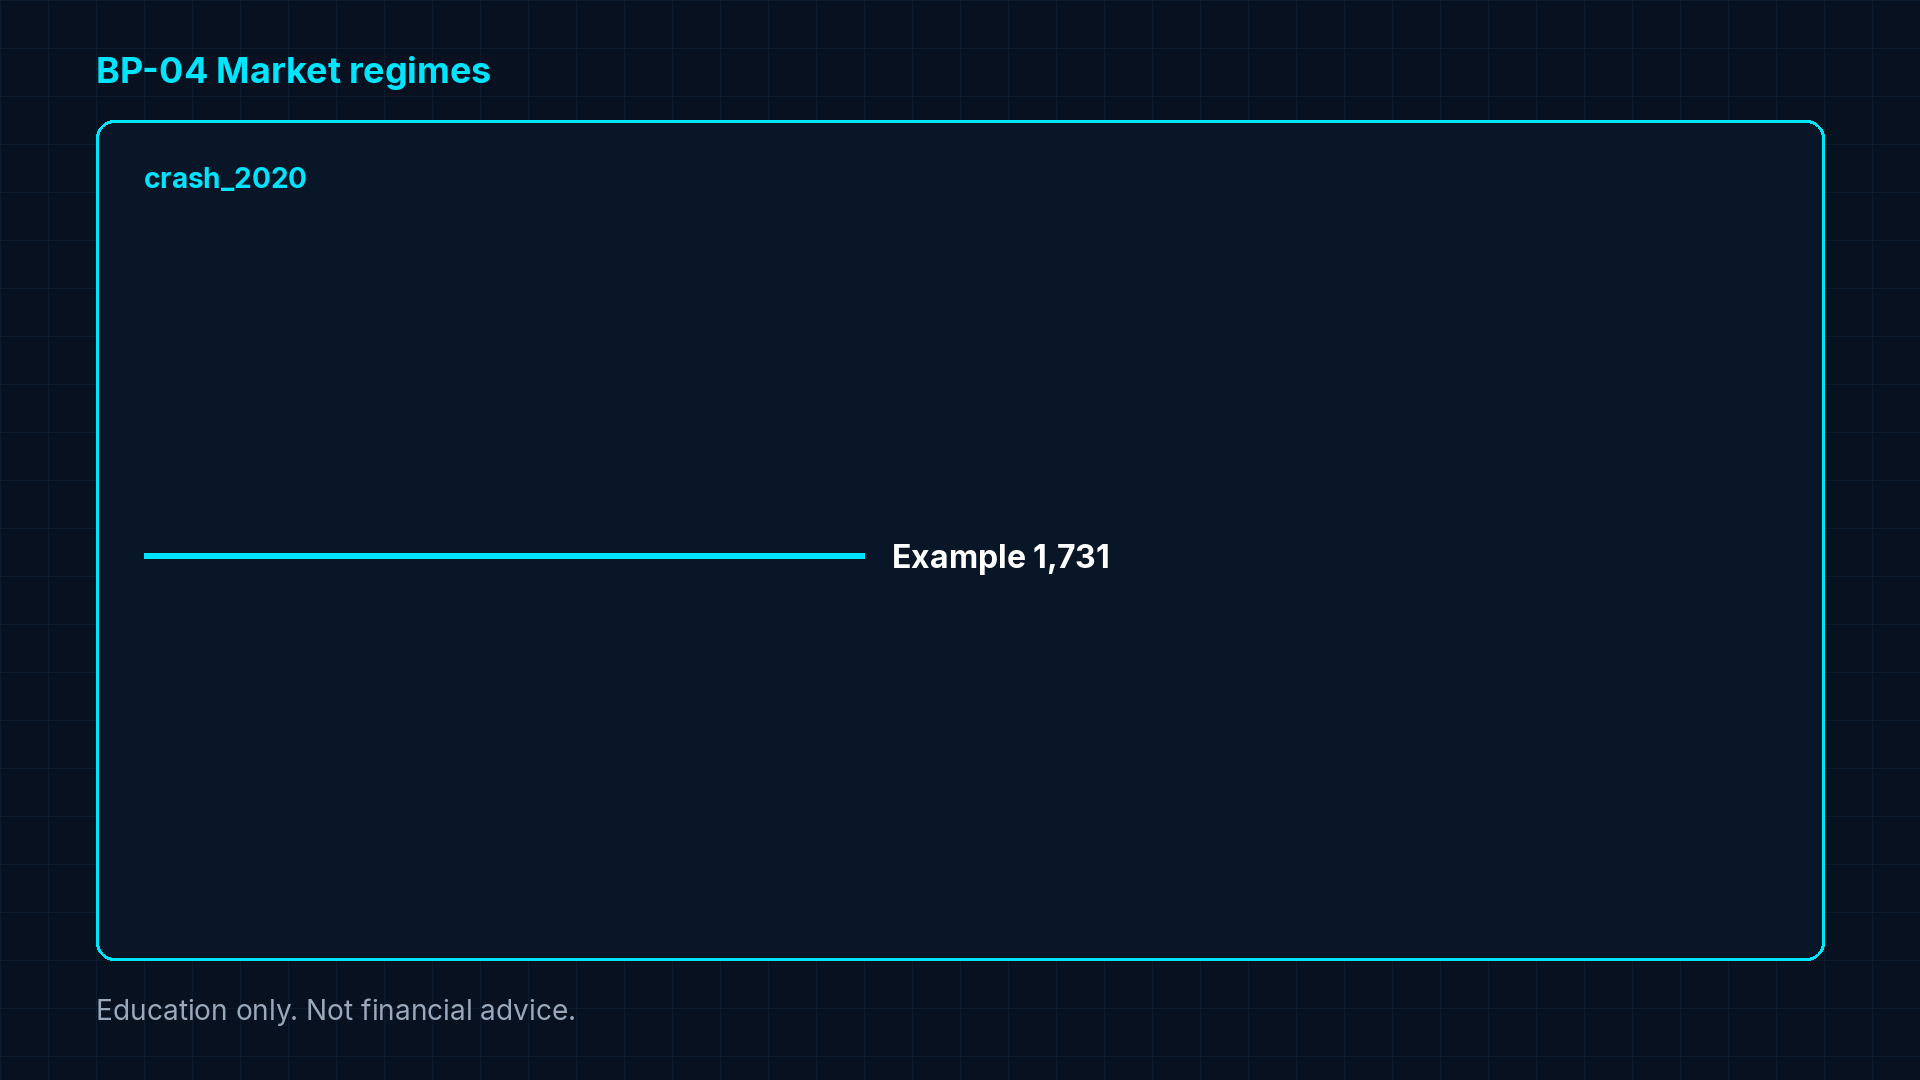 BP-04 Market regimes
crash_2020
Example 1,731
Education only. Not financial advice.